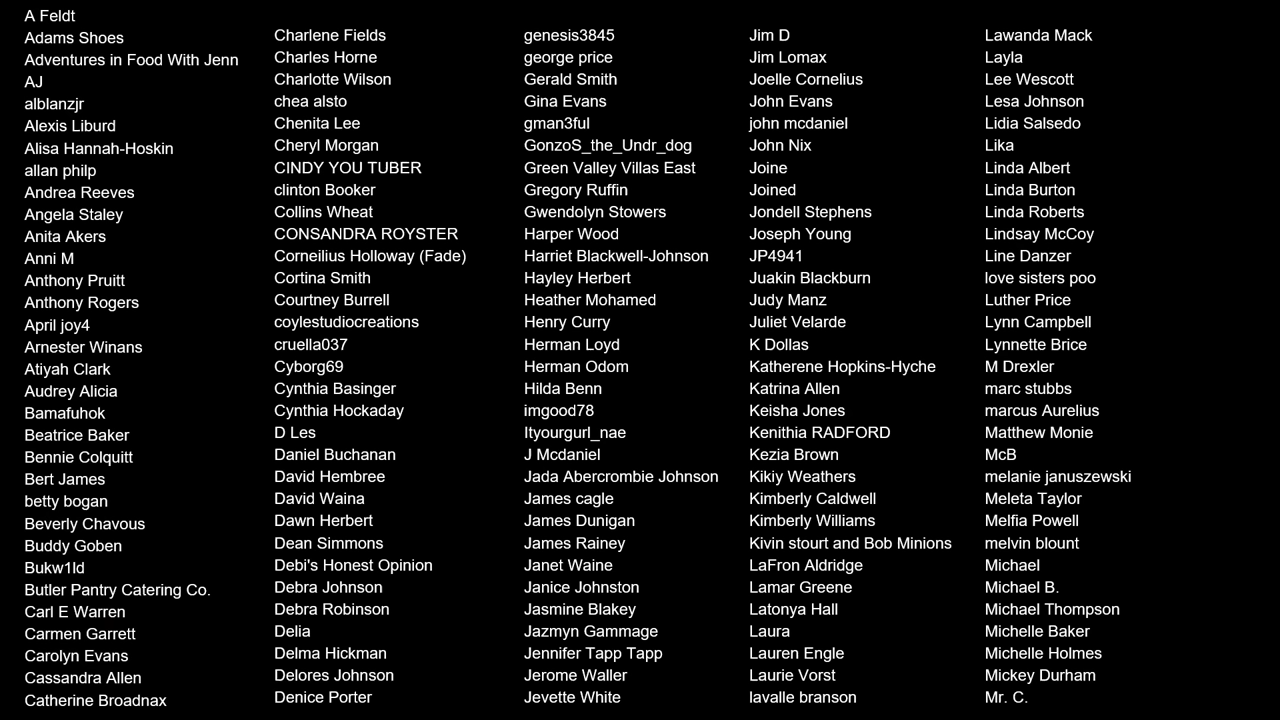 A Feldt
Adams Shoes
Adventures in Food With Jenn
AJ
alblanzjr
Alexis Liburd
Alisa Hannah-Hoskin
allan philp
Andrea Reeves
Angela Staley
Anita Akers
Anni M
Anthony Pruitt
Anthony Rogers
April joy4
Arnester Winans
Atiyah Clark
Audrey Alicia
Bamafuhok
Beatrice Baker
Bennie Colquitt
Bert James
betty bogan
Beverly Chavous
Buddy Goben
Bukw1ld
Butler Pantry Catering Co.
Carl E Warren
Carmen Garrett
Carolyn Evans
Cassandra Allen
Catherine Broadnax
Charlene Fields
Charles Horne
Charlotte Wilson
chea alsto
Chenita Lee
Cheryl Morgan
CINDY YOU TUBER
clinton Booker
Collins Wheat
CONSANDRA ROYSTER
Corneilius Holloway (Fade)
Cortina Smith
Courtney Burrell
coylestudiocreations
cruella037
Cyborg69
Cynthia Basinger
Cynthia Hockaday
D Les
Daniel Buchanan
David Hembree
David Waina
Dawn Herbert
Dean Simmons
Debi's Honest Opinion
Debra Johnson
Debra Robinson
Delia
Delma Hickman
Delores Johnson
Denice Porter
genesis3845
george price
Gerald Smith
Gina Evans
gman3ful
GonzoS_the_Undr_dog
Green Valley Villas East
Gregory Ruffin
Gwendolyn Stowers
Harper Wood
Harriet Blackwell-Johnson
Hayley Herbert
Heather Mohamed
Henry Curry
Herman Loyd
Herman Odom
Hilda Benn
imgood78
Ityourgurl_nae
J Mcdaniel
Jada Abercrombie Johnson
James cagle
James Dunigan
James Rainey
Janet Waine
Janice Johnston
Jasmine Blakey
Jazmyn Gammage
Jennifer Tapp Tapp
Jerome Waller
Jevette White
Jim D
Jim Lomax
Joelle Cornelius
John Evans
john mcdaniel
John Nix
Joine
Joined
Jondell Stephens
Joseph Young
JP4941
Juakin Blackburn
Judy Manz
Juliet Velarde
K Dollas
Katherene Hopkins-Hyche
Katrina Allen
Keisha Jones
Kenithia RADFORD
Kezia Brown
Kikiy Weathers
Kimberly Caldwell
Kimberly Williams
Kivin stourt and Bob Minions
LaFron Aldridge
Lamar Greene
Latonya Hall
Laura
Lauren Engle
Laurie Vorst
lavalle branson
Lawanda Mack
Layla
Lee Wescott
Lesa Johnson
Lidia Salsedo
Lika
Linda Albert
Linda Burton
Linda Roberts
Lindsay McCoy
Line Danzer
love sisters poo
Luther Price
Lynn Campbell
Lynnette Brice
M Drexler
marc stubbs
marcus Aurelius
Matthew Monie
McB
melanie januszewski
Meleta Taylor
Melfia Powell
melvin blount
Michael
Michael B.
Michael Thompson
Michelle Baker
Michelle Holmes
Mickey Durham
Mr. C.